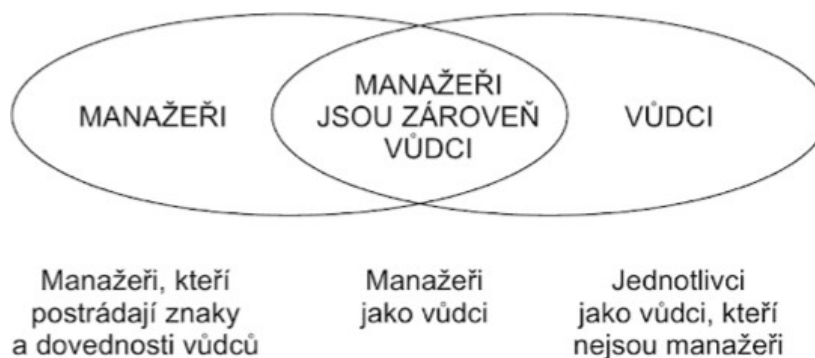 MANAŽEŘI
MANAŽEŘI
JSOU ZÁROVEŇ
VŮDCI
VŮDCI
Manažeři, kteří
postrádají znaky
a dovednosti vůdců
Manažeři
jako vůdci
Jednotlivci
jako vůdci, kteří
nejsou manažeři